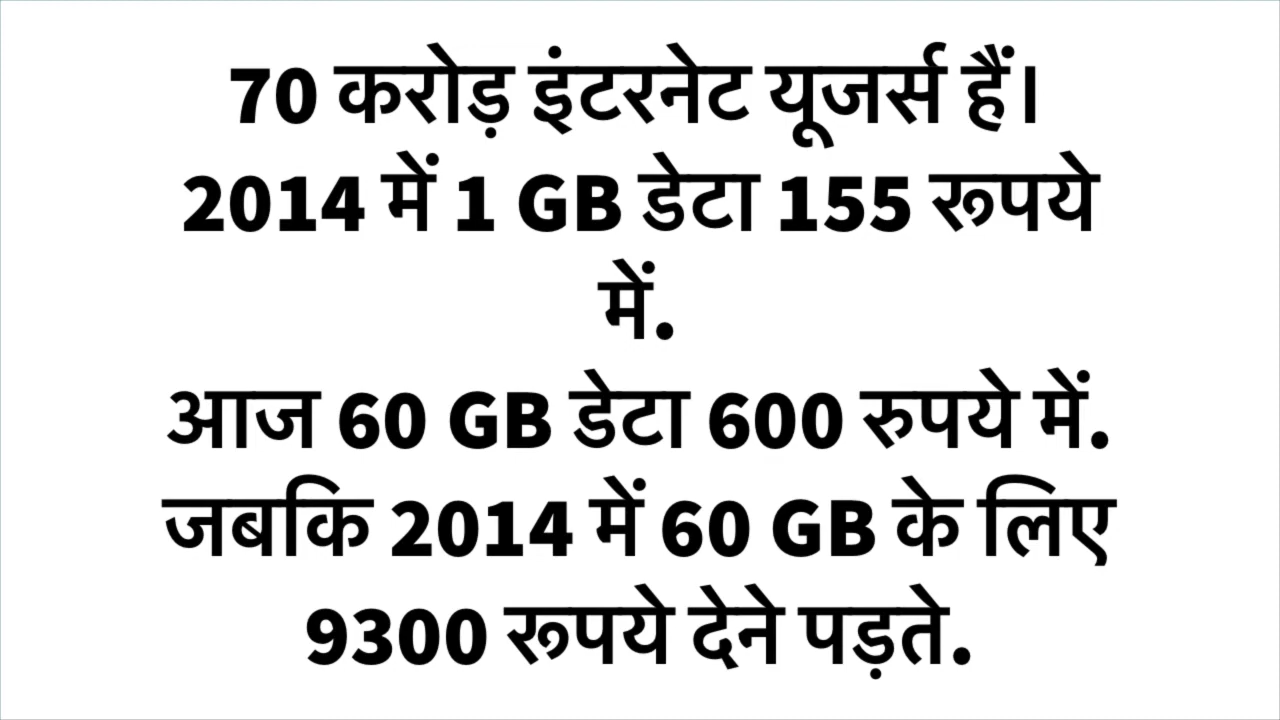 70 करोड़ इंटरनेट यूजर्स हैं।
2014 में 1 GB डेटा 155 रूपये
में.
आज 60 GB डेटा 600 रुपये में.
जबकि 2014 में 60 GB के लिए
9300 रूपये देने पड़ते.